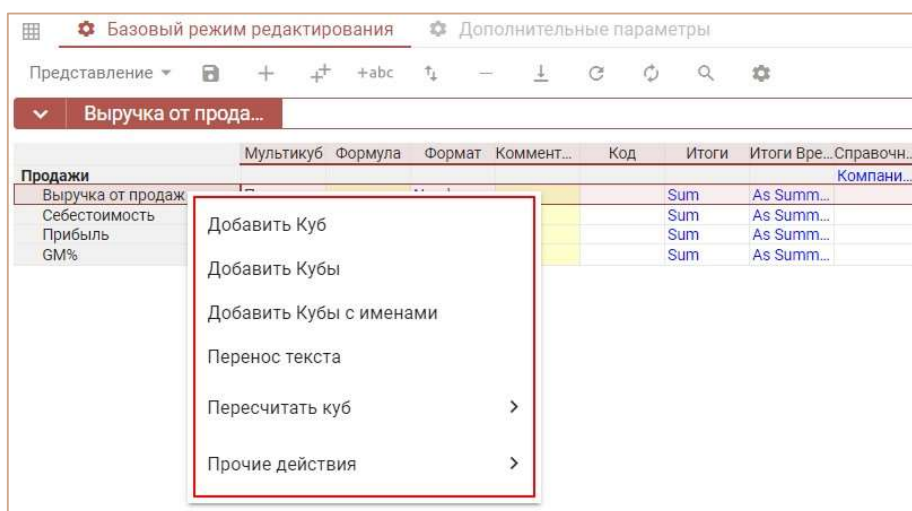 Базовый режим редактирования Дополнительные параметры
Представление +abc
Выручка от прода...
Мультикуб Формула Формат Коммент... Код Итоги Итоги Вре... Справочн...
Продажи Компани...
Выручка от продаж Sum As Summ...
Себестоимость Sum As Summ...
Прибыль Sum As Summ...
GM% Sum As Summ...
Добавить Куб
Добавить Кубы
Добавить Кубы с именами
Перенос текста
Пересчитать куб
Прочие действия